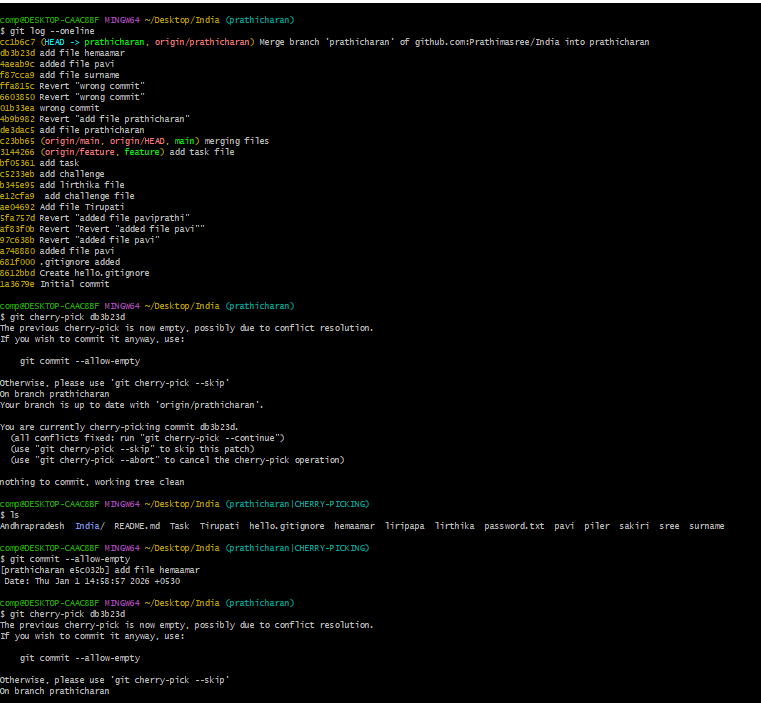 comp@DESKTOP-CAAC8BF MINGW64 ~/Desktop/India (prathicharan)
$ git log --oneline
cc1b6c7 (HEAD -> prathicharan, origin/prathicharan) Merge branch 'prathicharan' of github.com:Prathimasree/India into prathicharan
db3b23d add file hemaamar
4aeab9c added file pavi
f87cca9 add file surname
ffa815c Revert "wrong commit"
6603850 Revert "wrong commit"
01b33ea wrong commit
4b9b982 Revert "add file prathicharan"
de3dac5 add file prathicharan
c23bb65 (origin/main, origin/HEAD, main) merging files
3144266 (origin/feature, feature) add task file
bf05361 add task
c5233eb add challenge
b345e95 add lirthika file
e12cfa9  add challenge file
ae04692 Add file Tirupati
5fa757d Revert "added file paviprathi"
af83f0b Revert "Revert "added file pavi""
97c638b Revert "added file pavi"
a748880 added file pavi
681f000 .gitignore added
8612bbd Create hello.gitignore
1a3679e Initial commit
comp@DESKTOP-CAAC8BF MINGW64 ~/Desktop/India (prathicharan)
$ git cherry-pick db3b23d
The previous cherry-pick is now empty, possibly due to conflict resolution.
If you wish to commit it anyway, use:
    git commit --allow-empty
Otherwise, please use 'git cherry-pick --skip'
On branch prathicharan
Your branch is up to date with 'origin/prathicharan'.
You are currently cherry-picking commit db3b23d.
  (all conflicts fixed: run "git cherry-pick --continue")
  (use "git cherry-pick --skip" to skip this patch)
  (use "git cherry-pick --abort" to cancel the cherry-pick operation)
nothing to commit, working tree clean
comp@DESKTOP-CAAC8BF MINGW64 ~/Desktop/India (prathicharan|CHERRY-PICKING)
$ ls
Andhrapradesh  India/  README.md  Task  Tirupati  hello.gitignore  hemaamar  liripapa  lirthika  password.txt  pavi  piler  sakiri  sree  surname
comp@DESKTOP-CAAC8BF MINGW64 ~/Desktop/India (prathicharan|CHERRY-PICKING)
$ git commit --allow-empty
[prathicharan e5c032b] add file hemaamar
 Date: Thu Jan 1 14:58:57 2026 +0530
comp@DESKTOP-CAAC8BF MINGW64 ~/Desktop/India (prathicharan)
$ git cherry-pick db3b23d
The previous cherry-pick is now empty, possibly due to conflict resolution.
If you wish to commit it anyway, use:
    git commit --allow-empty
Otherwise, please use 'git cherry-pick --skip'
On branch prathicharan